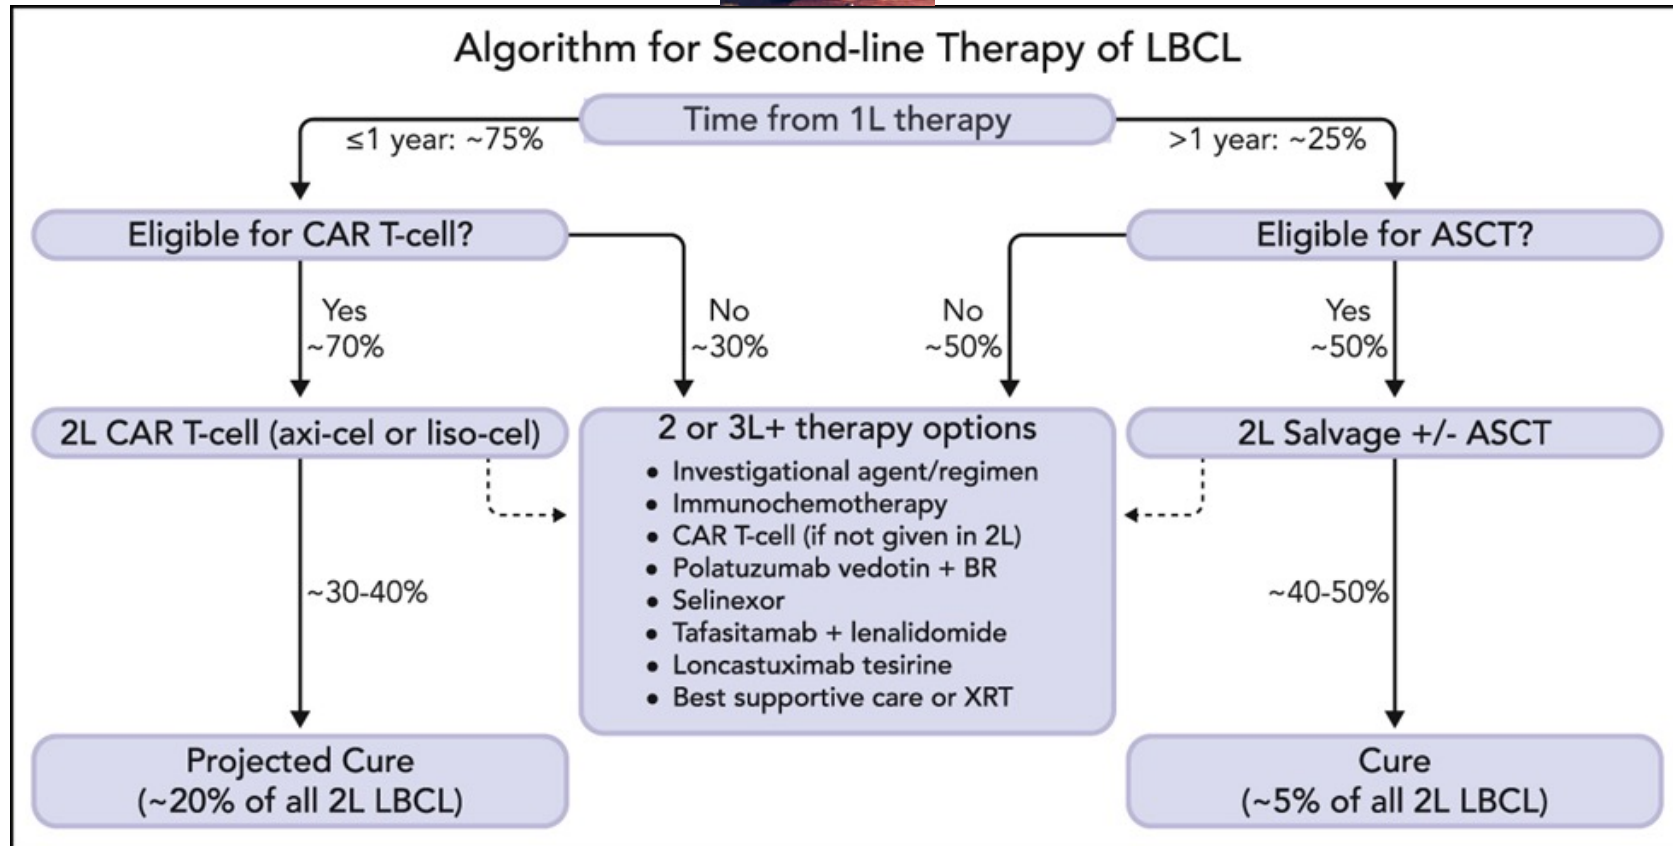 Algorithm for Second-line Therapy of LBCL
Time from 1L therapy
≤1 year: ~75%
>1 year: ~25%
Eligible for CAR T-cell?
Eligible for ASCT?
Yes
~70%
No
~30%
No
~50%
Yes
~50%
2L CAR T-cell (axi-cel or liso-cel)
2 or 3L+ therapy options
• Investigational agent/regimen
• Immunochemotherapy
• CAR T-cell (if not given in 2L)
• Polatuzumab vedotin + BR
• Selinexor
• Tafasitamab + lenalidomide
• Loncastuximab tesirine
• Best supportive care or XRT
2L Salvage +/- ASCT
~30-40%
~40-50%
Projected Cure
(~20% of all 2L LBCL)
Cure
(~5% of all 2L LBCL)